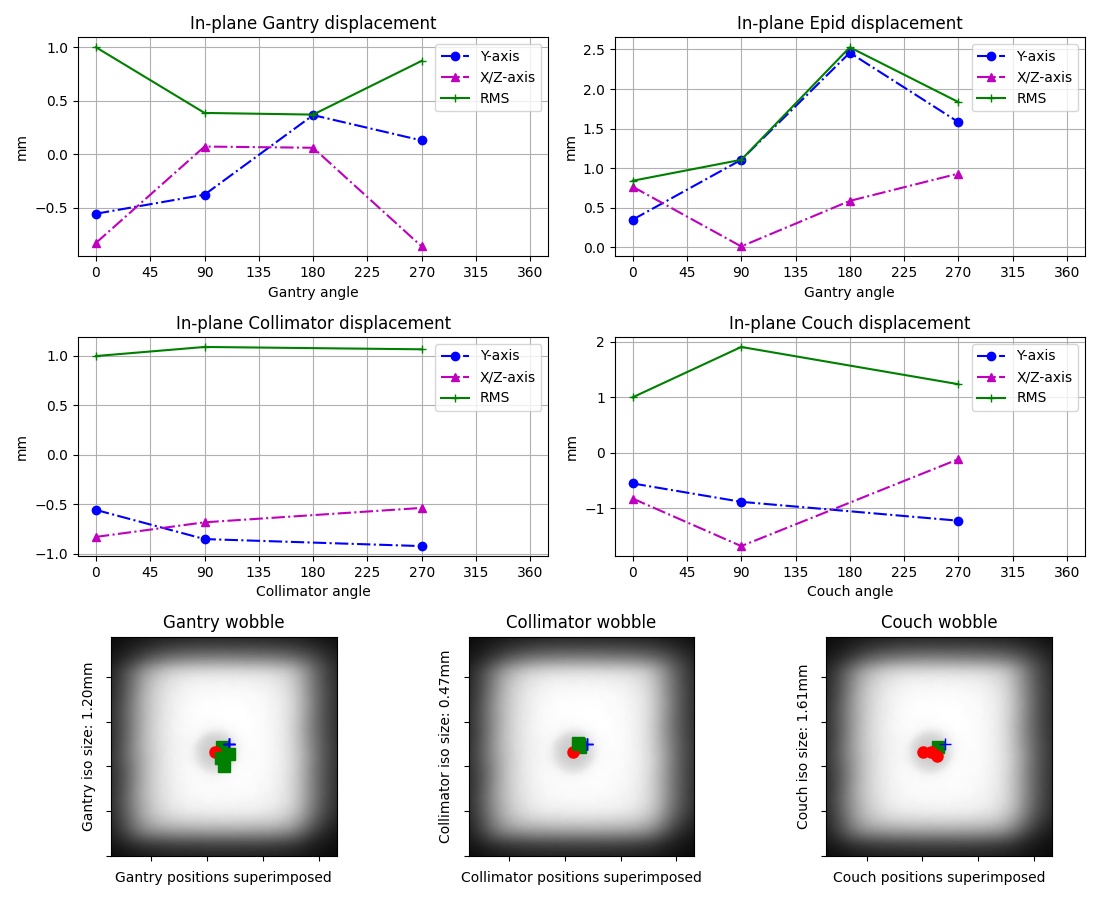 In-plane Gantry displacement
mm
1.0
0.5
0.0
−0.5
Y-axis
X/Z-axis
RMS
0 45 90 135 180 225 270 315 360
Gantry angle
In-plane Epid displacement
mm
2.5
2.0
1.5
1.0
0.5
0.0
Y-axis
X/Z-axis
RMS
0 45 90 135 180 225 270 315 360
Gantry angle
In-plane Collimator displacement
mm
1.0
0.5
0.0
−0.5
−1.0
Y-axis
X/Z-axis
RMS
0 45 90 135 180 225 270 315 360
Collimator angle
In-plane Couch displacement
mm
2
1
0
−1
Y-axis
X/Z-axis
RMS
0 45 90 135 180 225 270 315 360
Couch angle
Gantry wobble
Gantry iso size: 1.20mm
Gantry positions superimposed
Collimator wobble
Collimator iso size: 0.47mm
Collimator positions superimposed
Couch wobble
Couch iso size: 1.61mm
Couch positions superimposed